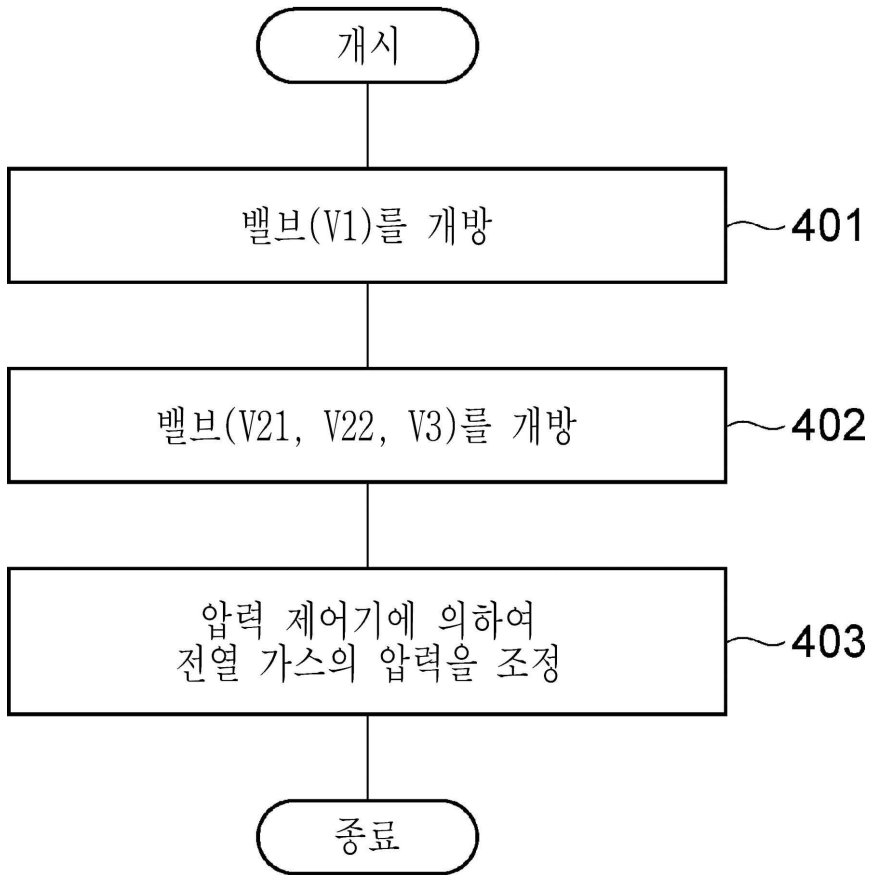 개시
밸브(V1)를 개방
401
밸브(V21, V22, V3)를 개방
402
압력 제어기에 의하여
전열 가스의 압력을 조정
403
종료